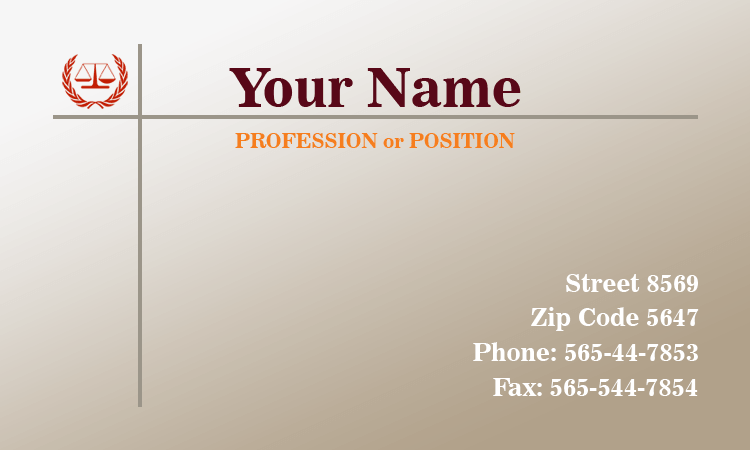 Your Name
PROFESSION or POSITION
Street 8569
Zip Code 5647
Phone: 565-44-7853
Fax: 565-544-7854